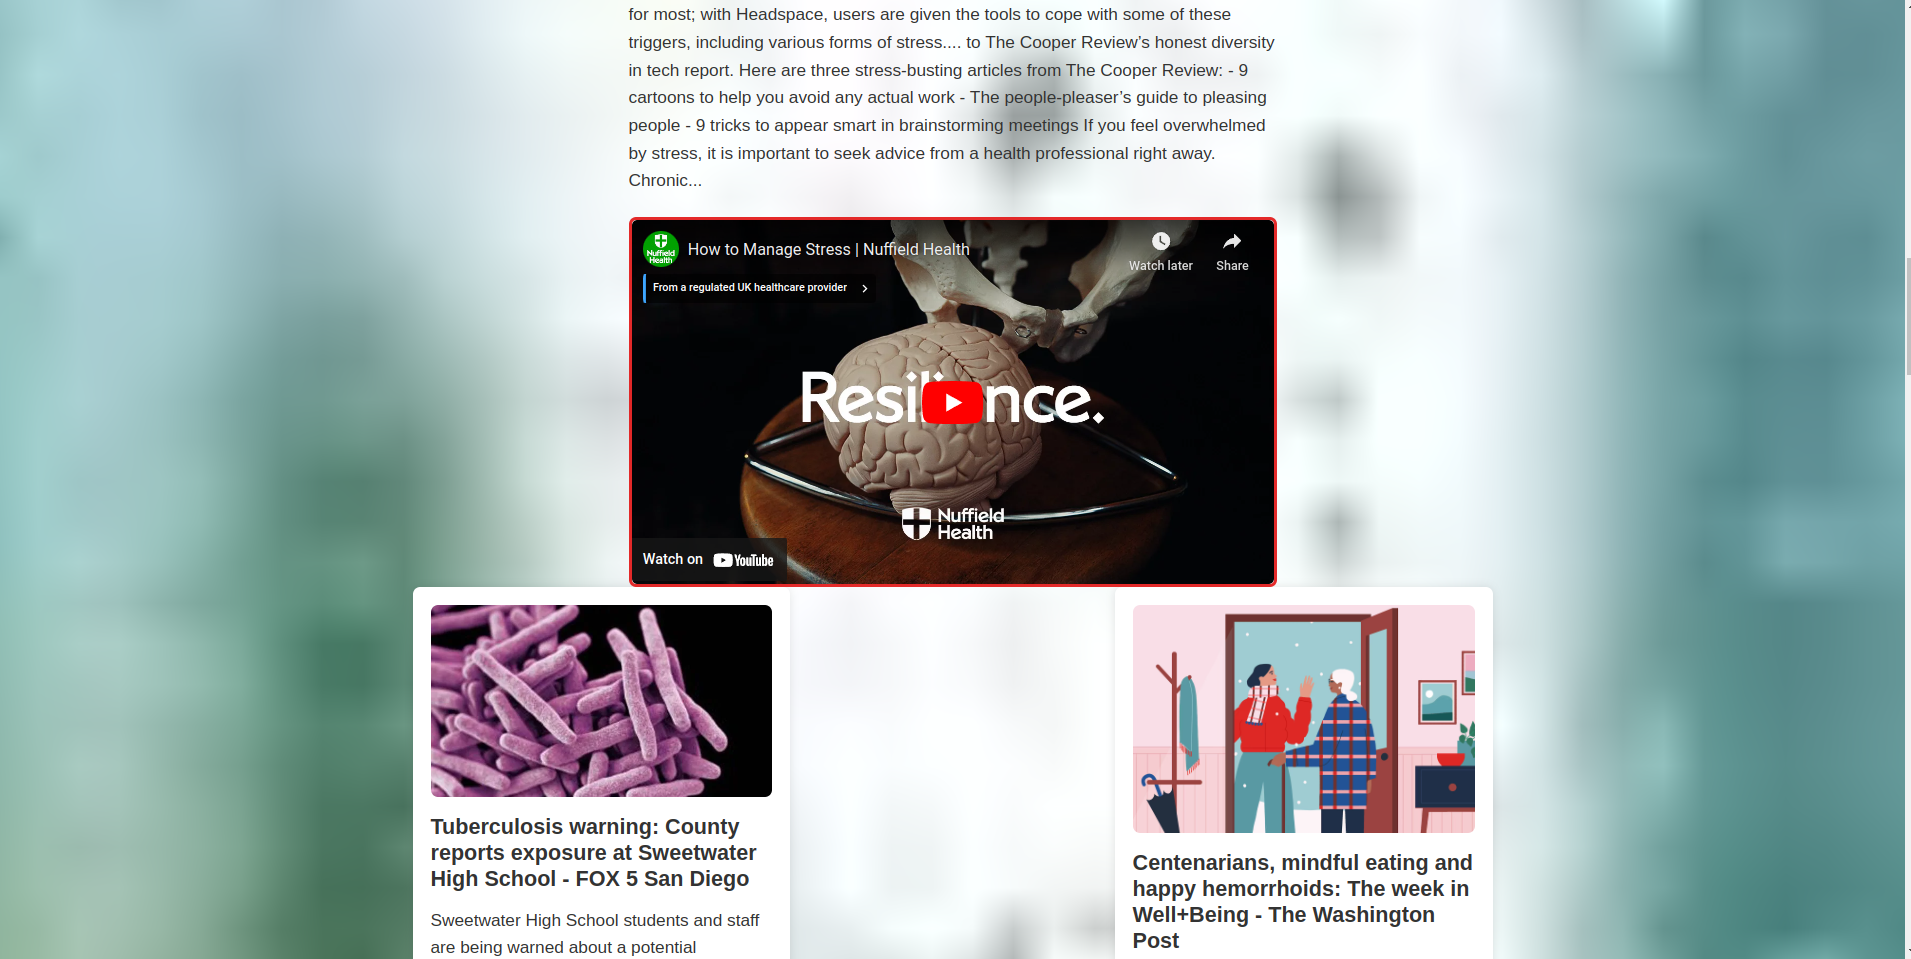 for most; with Headspace, users are given the tools to cope with some of these
triggers, including various forms of stress.... to The Cooper Review’s honest diversity
in tech report. Here are three stress-busting articles from The Cooper Review: - 9
cartoons to help you avoid any actual work - The people-pleaser’s guide to pleasing
people - 9 tricks to appear smart in brainstorming meetings If you feel overwhelmed
by stress, it is important to seek advice from a health professional right away.
Chronic...
Nuffield
Health
How to Manage Stress | Nuffield Health
Watch later
Share
From a regulated UK healthcare provider
Resil nce.
Nuffield
Health
Watch on YouTube
Tuberculosis warning: County
reports exposure at Sweetwater
High School - FOX 5 San Diego
Sweetwater High School students and staff
are being warned about a potential
Centenarians, mindful eating and
happy hemorrhoids: The week in
Well+Being - The Washington
Post